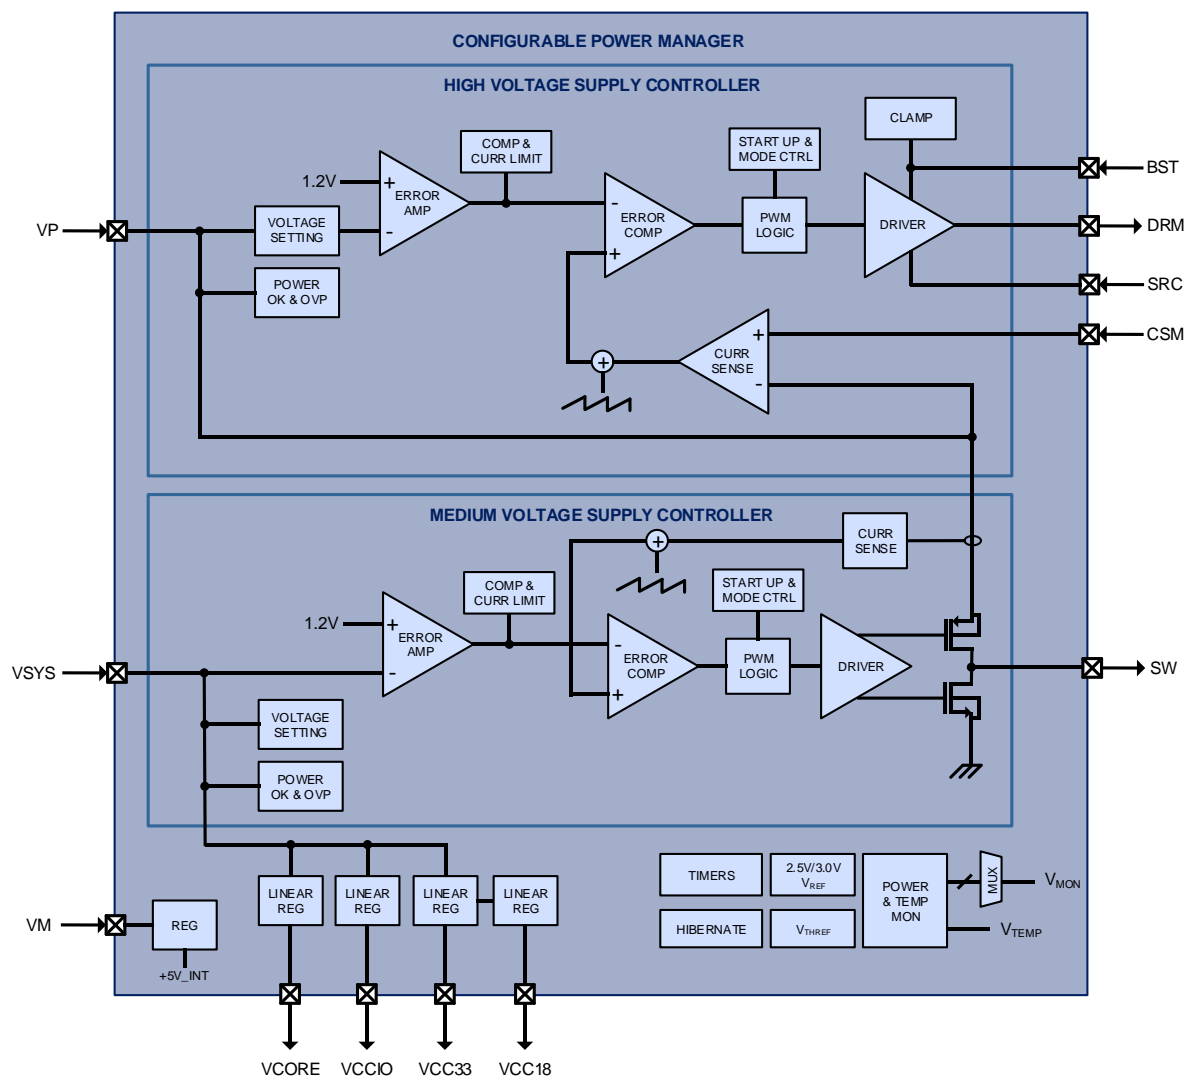 CONFIGURABLE POWER MANAGER
HIGH VOLTAGE SUPPLY CONTROLLER
CLAMP
COMP &
CURR LIMIT
START UP &
MODE CTRL
BST
1.2V
+
ERROR
AMP
-
-
ERROR
COMP
+
VP
VOLTAGE
SETTING
PWM
LOGIC
DRIVER
DRM
POWER
OK & OVP
SRC
CSM
+
CURR
SENSE
-
+
MEDIUM VOLTAGE SUPPLY CONTROLLER
CURR
SENSE
+
COMP &
CURR LIMIT
START UP &
MODE CTRL
1.2V
+
ERROR
AMP
-
-
ERROR
COMP
+
PWM
LOGIC
DRIVER
VSYS
SW
VOLTAGE
SETTING
POWER
OK & OVP
LINEAR
REG
LINEAR
REG
LINEAR
REG
LINEAR
REG
TIMERS
2.5V/3.0V
VREF
POWER
& TEMP
MON
MUX
VMON
HIBERNATE
VTHREF
VTEMP
VM
REG
+5V_INT
VCORE
VCCIO
VCC33
VCC18